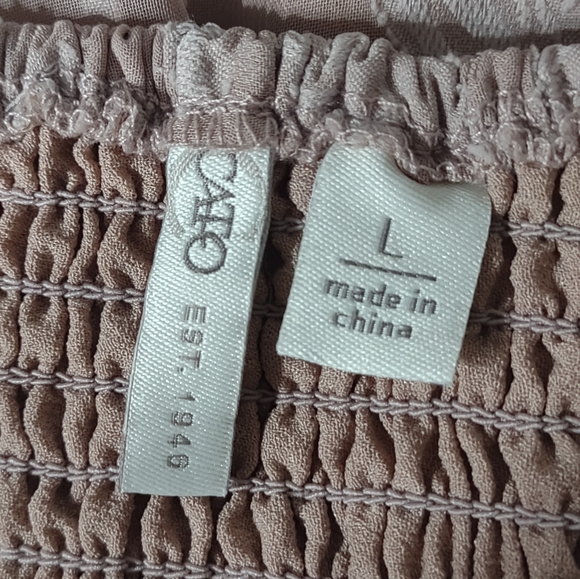 CATO
EST. 1946
L
made in
china